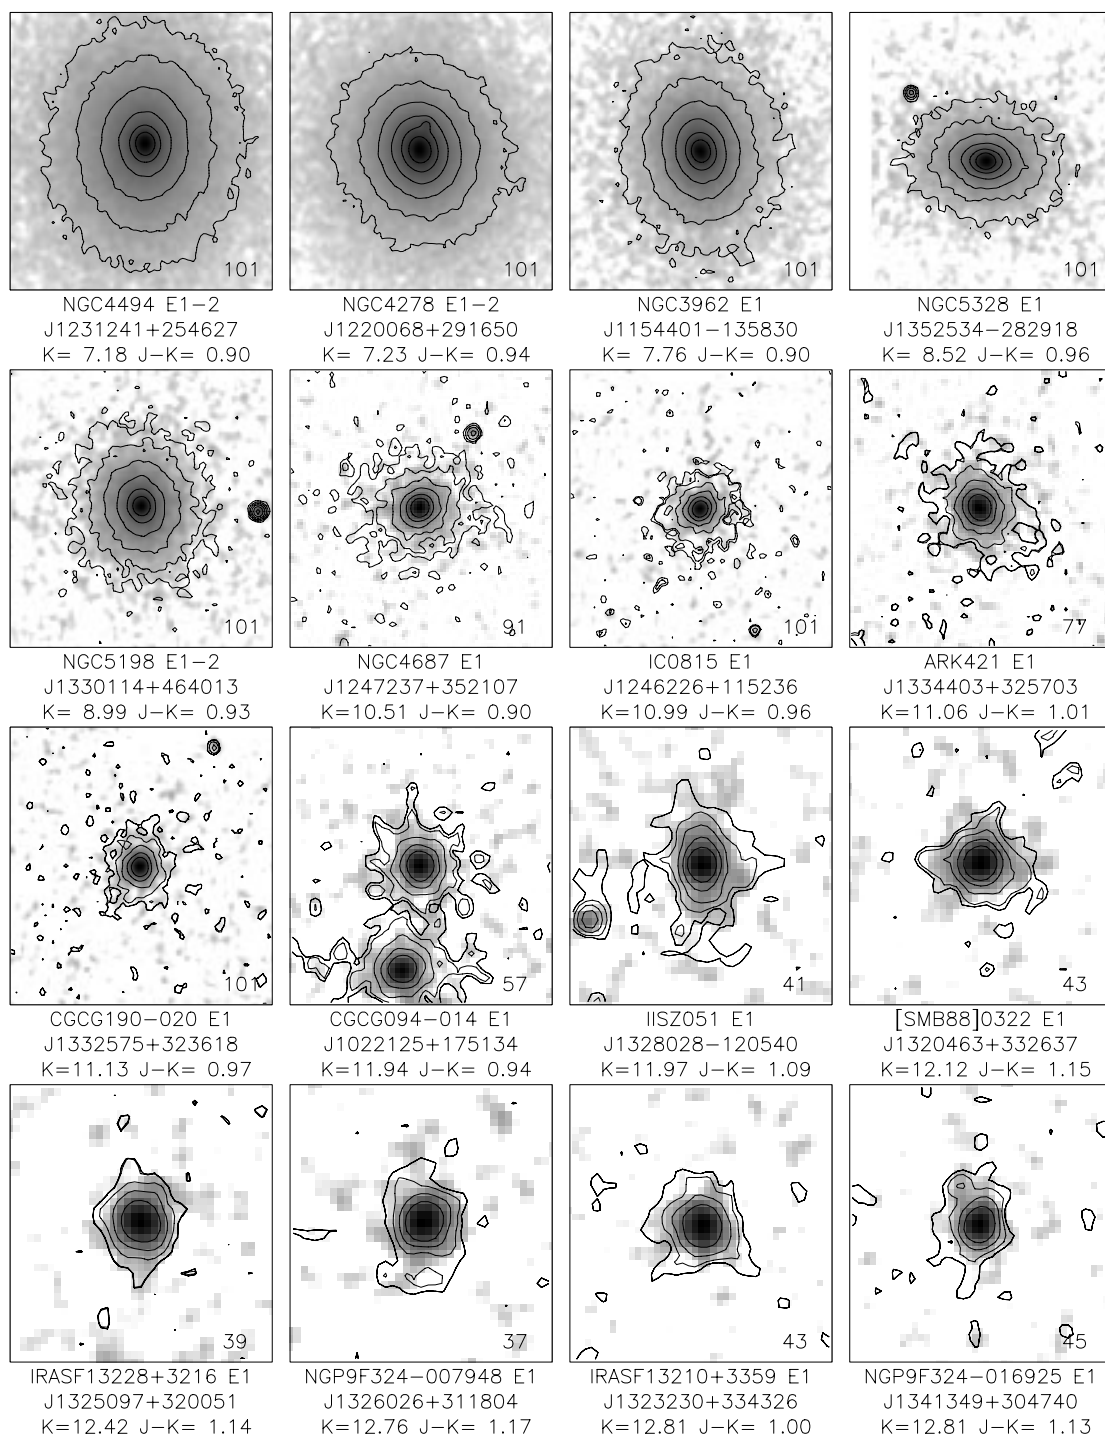 101
101
101
101
NGC4494 E1-2
NGC4278 E1-2
NGC3962 E1
NGC5328 E1
J1231241+254627
J1220068+291650
J1154401-135830
J1352534-282918
K= 7.18 J-K= 0.90
K= 7.23 J-K= 0.94
K= 7.76 J-K= 0.90
K= 8.52 J-K= 0.96
101
91
101
77
NGC5198 E1-2
NGC4687 E1
IC0815 E1
ARK421 E1
J1330114+464013
J1247237+352107
J1246226+115236
J1334403+325703
K= 8.99 J-K= 0.93
K=10.51 J-K= 0.90
K=10.99 J-K= 0.96
K=11.06 J-K= 1.01
101
57
41
43
CGCG190-020 E1
CGCG094-014 E1
IISZ051 E1
[SMB88]0322 E1
J1332575+323618
J1022125+175134
J1328028-120540
J1320463+332637
K=11.13 J-K= 0.97
K=11.94 J-K= 0.94
K=11.97 J-K= 1.09
K=12.12 J-K= 1.15
39
37
43
45
IRASF13228+3216 E1
NGP9F324-007948 E1
IRASF13210+3359 E1
NGP9F324-016925 E1
J1325097+320051
J1326026+311804
J1323230+334326
J1341349+304740
K=12.42 J-K= 1.14
K=12.76 J-K= 1.17
K=12.81 J-K= 1.00
K=12.81 J-K= 1.13